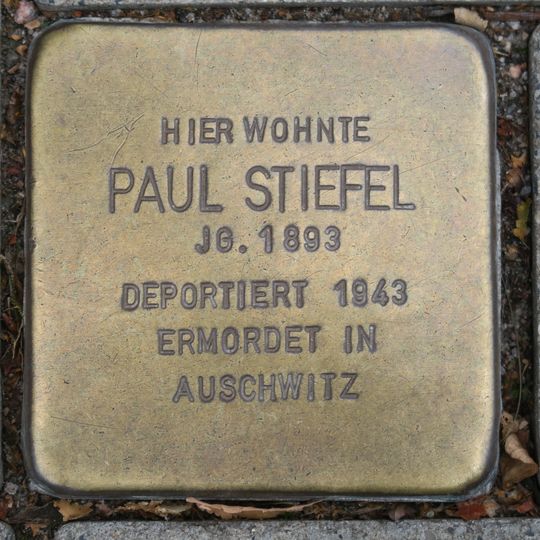 HIER WOHNTE
PAUL STIEFEL
JG. 1893
DEPORTIERT 1943
ERMORDET IN
AUSCHWITZ